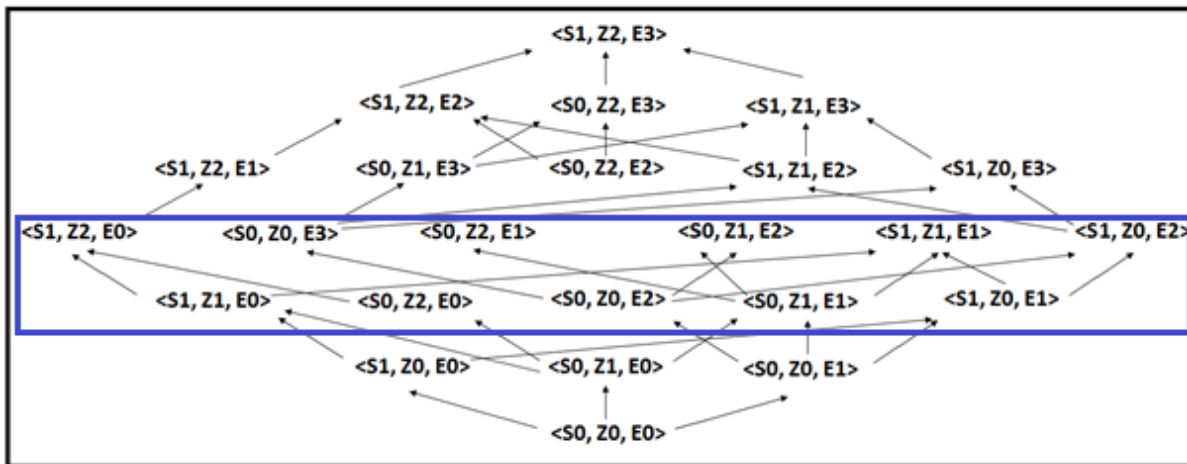 <S1, Z2, E3>
<S1, Z2, E2> <S0, Z2, E3> <S1, Z1, E3>
<S1, Z2, E1> <S0, Z1, E3> <S0, Z2, E2> <S1, Z1, E2> <S1, Z0, E3>
<S1, Z2, E0> <S0, Z0, E3> <S0, Z2, E1> <S0, Z1, E2> <S1, Z1, E1> <S1, Z0, E2>
<S1, Z1, E0> <S0, Z2, E0> <S0, Z0, E2> <S0, Z1, E1> <S1, Z0, E1>
<S1, Z0, E0> <S0, Z1, E0> <S0, Z0, E1>
<S0, Z0, E0>